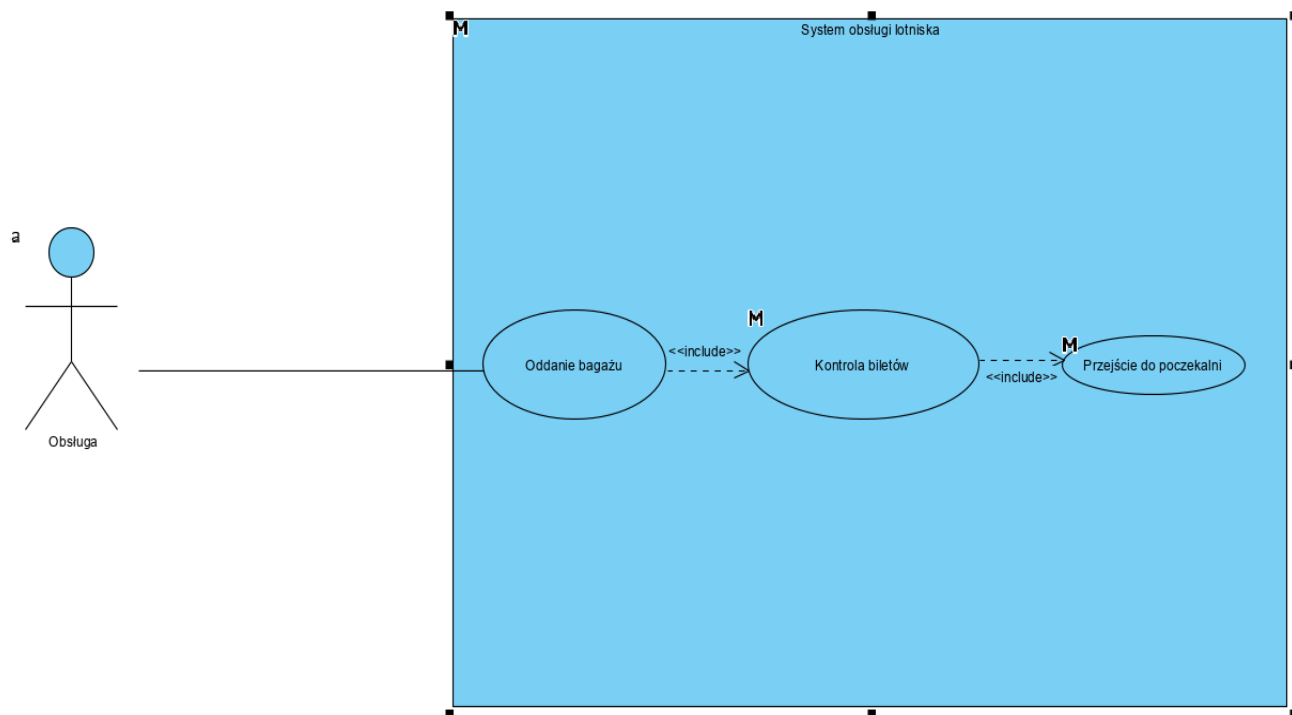 System obsługi lotniska
M
a
Obsługa
Oddanie bagażu
<<include>>
M
Kontrola biletów
<<include>>
M
Przejście do poczekalni